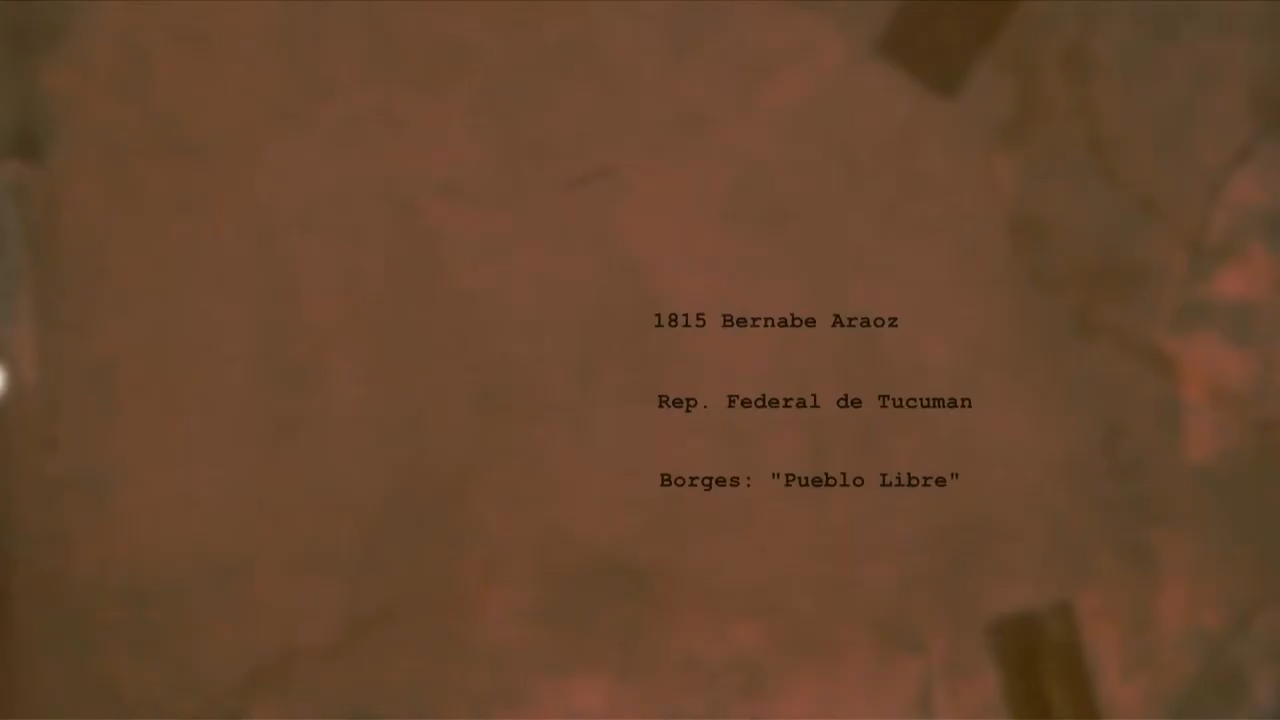 1815 Bernabe Araoz
Rep. Federal de Tucuman
Borges: "Pueblo Libre"